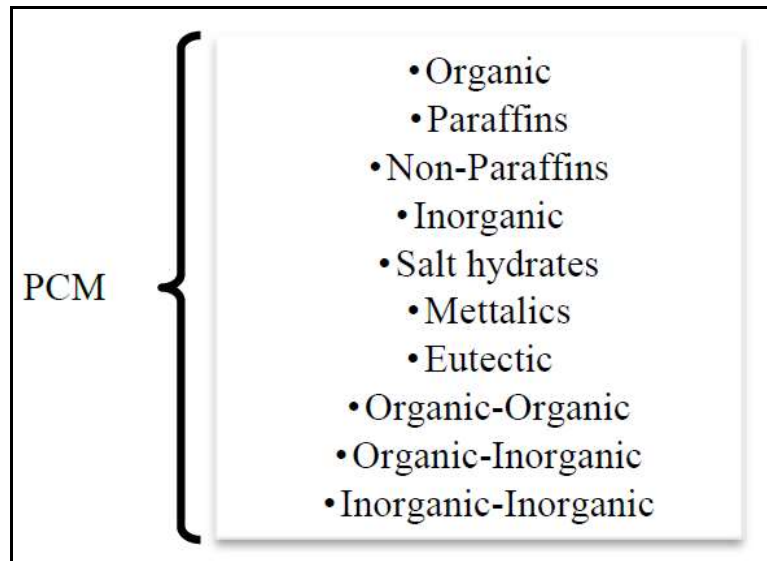 •Organic
•Paraffins
•Non-Paraffins
•Inorganic
•Salt hydrates
PCM
•Mettalics
•Eutectic
•Organic-Organic
•Organic-Inorganic
•Inorganic-Inorganic